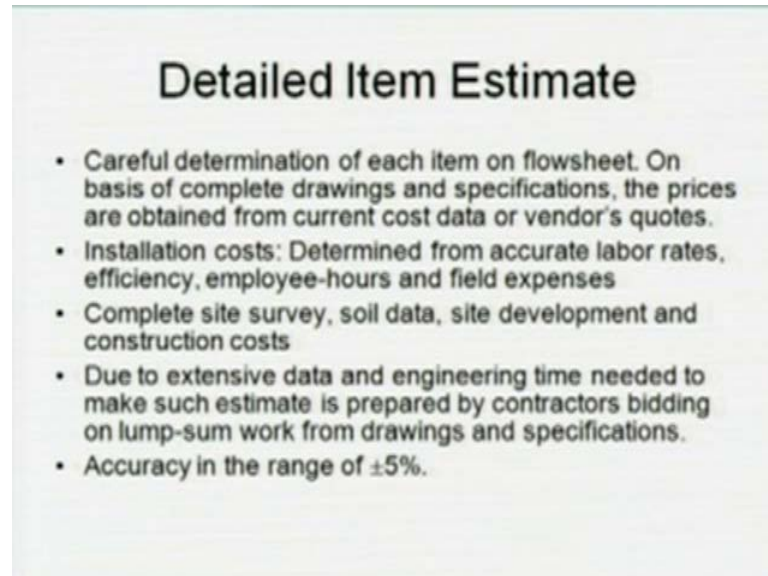 Detailed Item Estimate
• Careful determination of each item on flowsheet. On
basis of complete drawings and specifications, the prices
are obtained from current cost data or vendor's quotes.
• Installation costs: Determined from accurate labor rates,
efficiency, employee-hours and field expenses
• Complete site survey, soil data, site development and
construction costs
• Due to extensive data and engineering time needed to
make such estimate is prepared by contractors bidding
on lump-sum work from drawings and specifications.
• Accuracy in the range of ±5%.